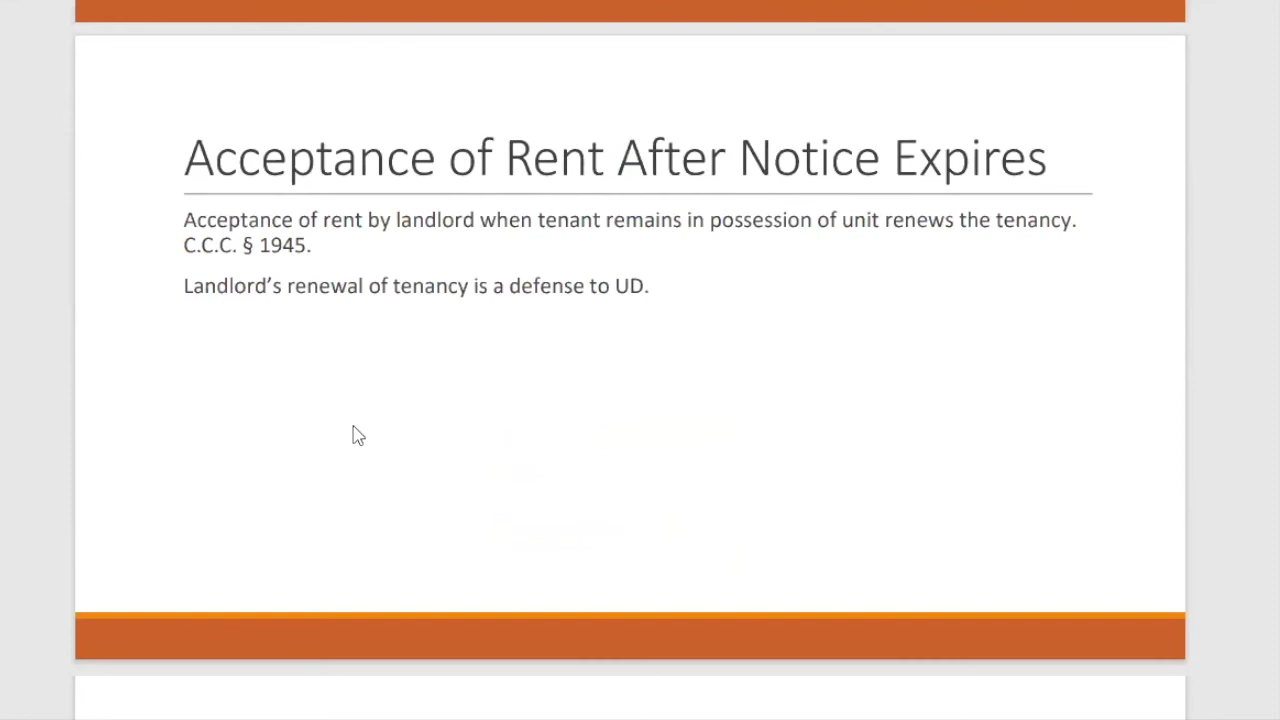 Acceptance of Rent After Notice Expires
Acceptance of rent by landlord when tenant remains in possession of unit renews the tenancy.
C.C.C. § 1945.
Landlord’s renewal of tenancy is a defense to UD.